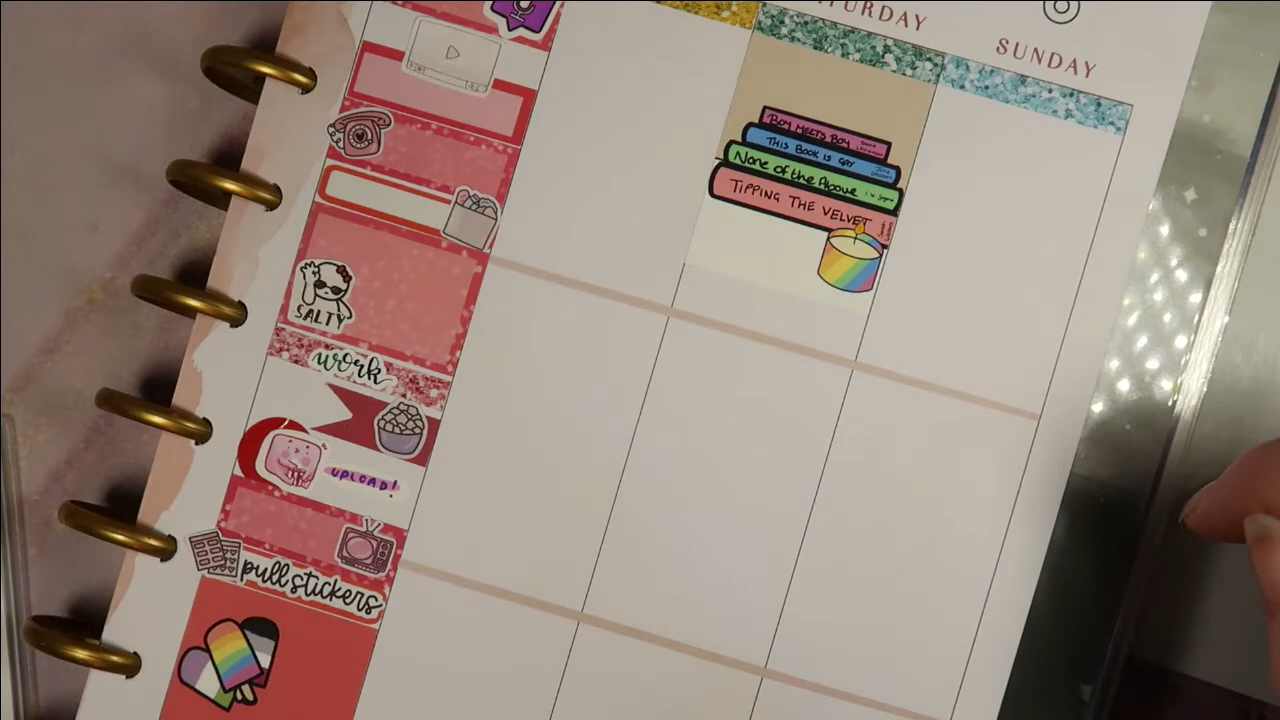 SUNDAY
BOY MEETS BOY
THIS BOOK IS GAY
None of the Above
TIPPING THE VELVET
SALTY
work
UPLOAD!
pull stickers